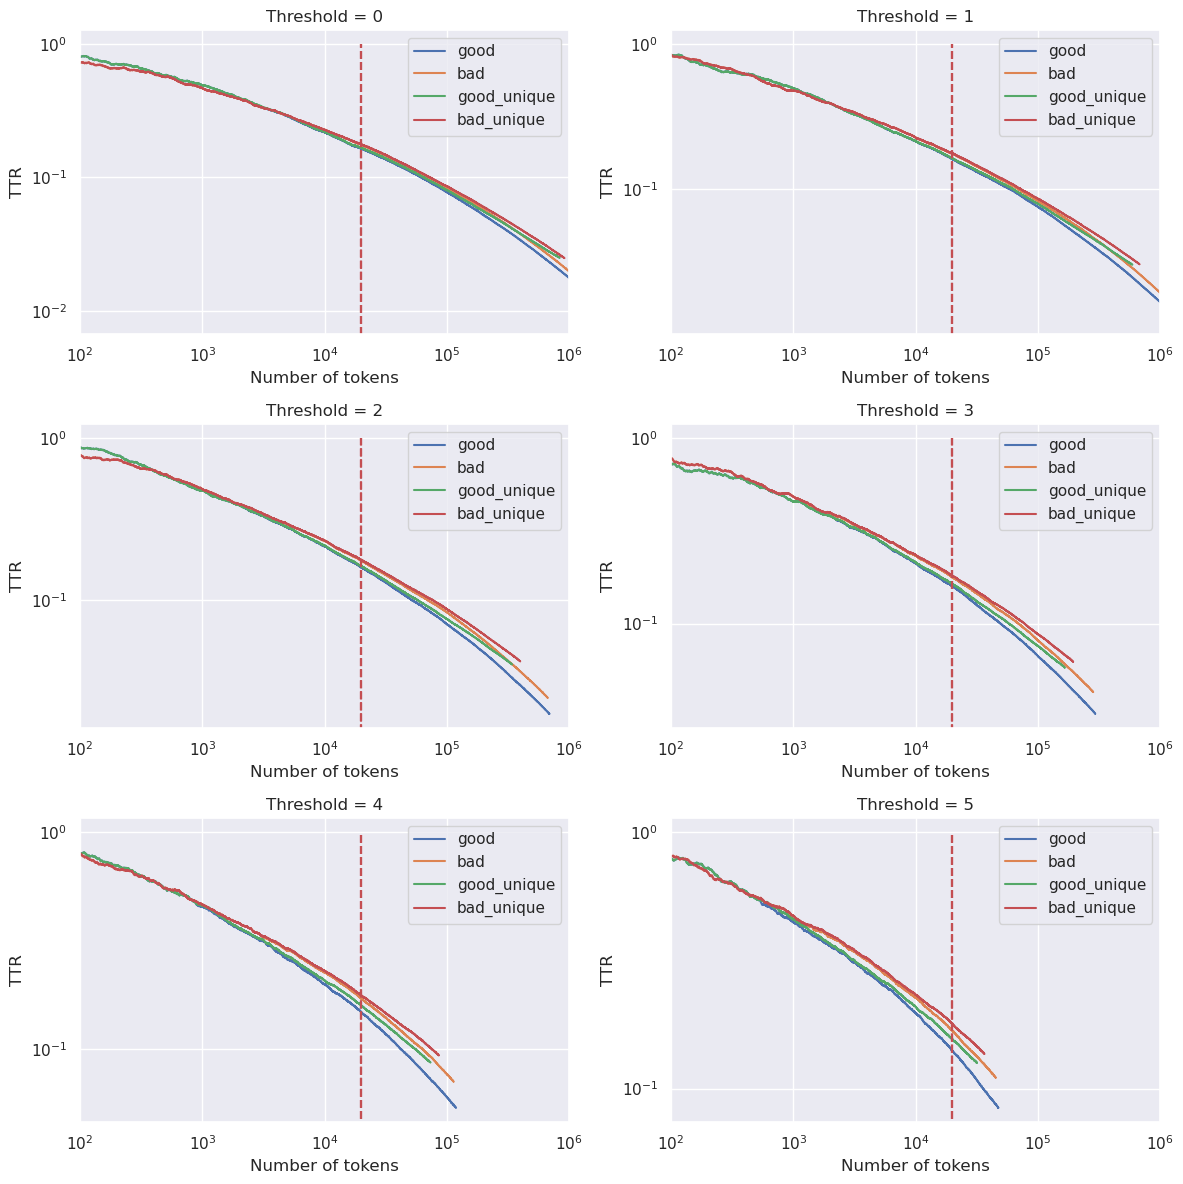 Threshold = 0
10^0
10^-1
10^-2
TTR
good
bad
good_unique
bad_unique
10^2 10^3 10^4 10^5 10^6
Number of tokens
Threshold = 1
10^0
10^-1
TTR
good
bad
good_unique
bad_unique
10^2 10^3 10^4 10^5 10^6
Number of tokens
Threshold = 2
10^0
10^-1
TTR
good
bad
good_unique
bad_unique
10^2 10^3 10^4 10^5 10^6
Number of tokens
Threshold = 3
10^0
10^-1
TTR
good
bad
good_unique
bad_unique
10^2 10^3 10^4 10^5 10^6
Number of tokens
Threshold = 4
10^0
10^-1
TTR
good
bad
good_unique
bad_unique
10^2 10^3 10^4 10^5 10^6
Number of tokens
Threshold = 5
10^0
10^-1
TTR
good
bad
good_unique
bad_unique
10^2 10^3 10^4 10^5 10^6
Number of tokens